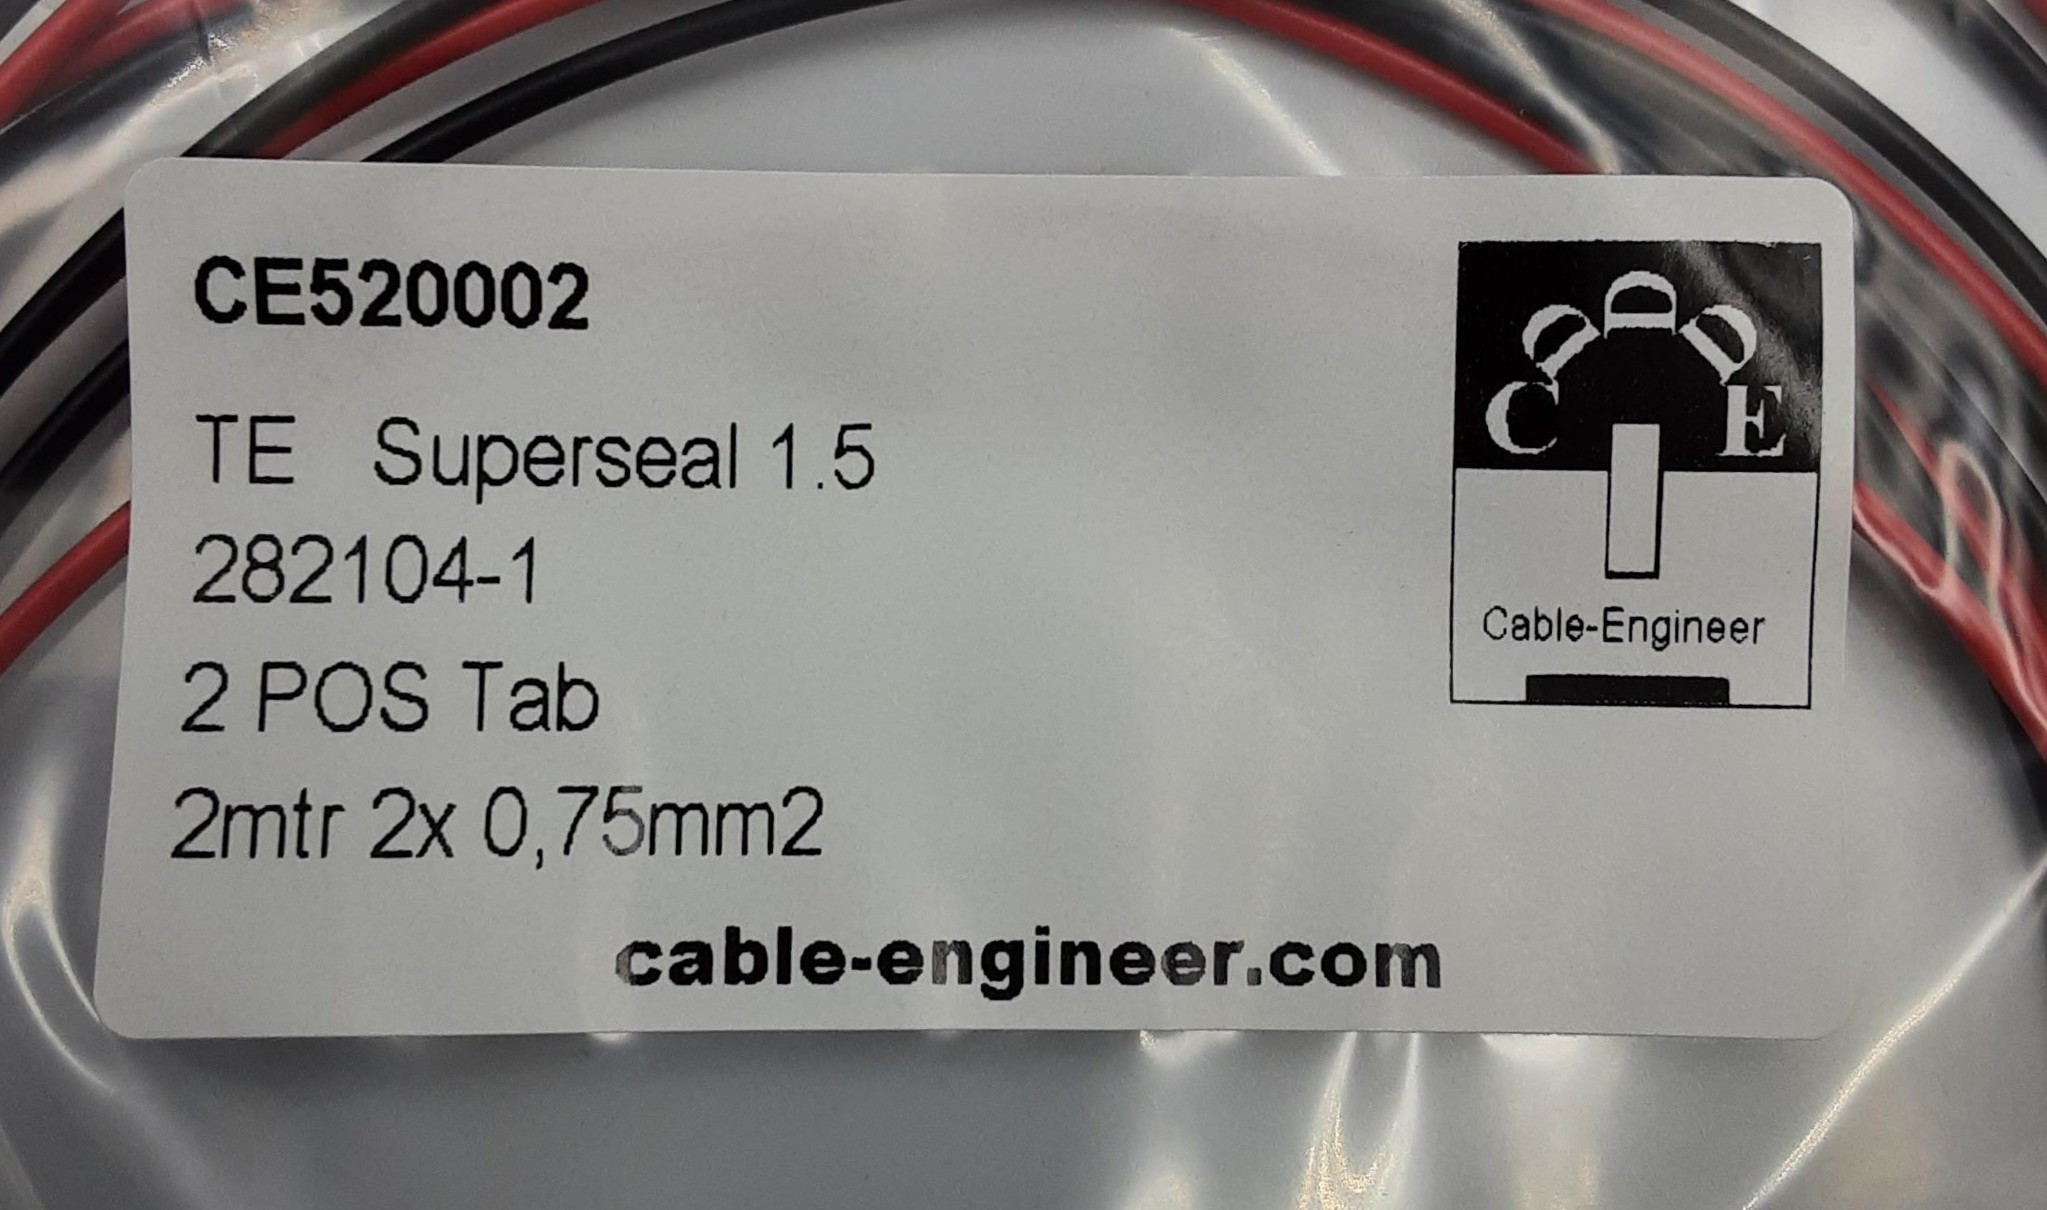 CE520002
TE Superseal 1.5
282104-1
2 POS Tab
2mtr 2x 0,75mm2
cable-engineer.com
C E
Cable-Engineer